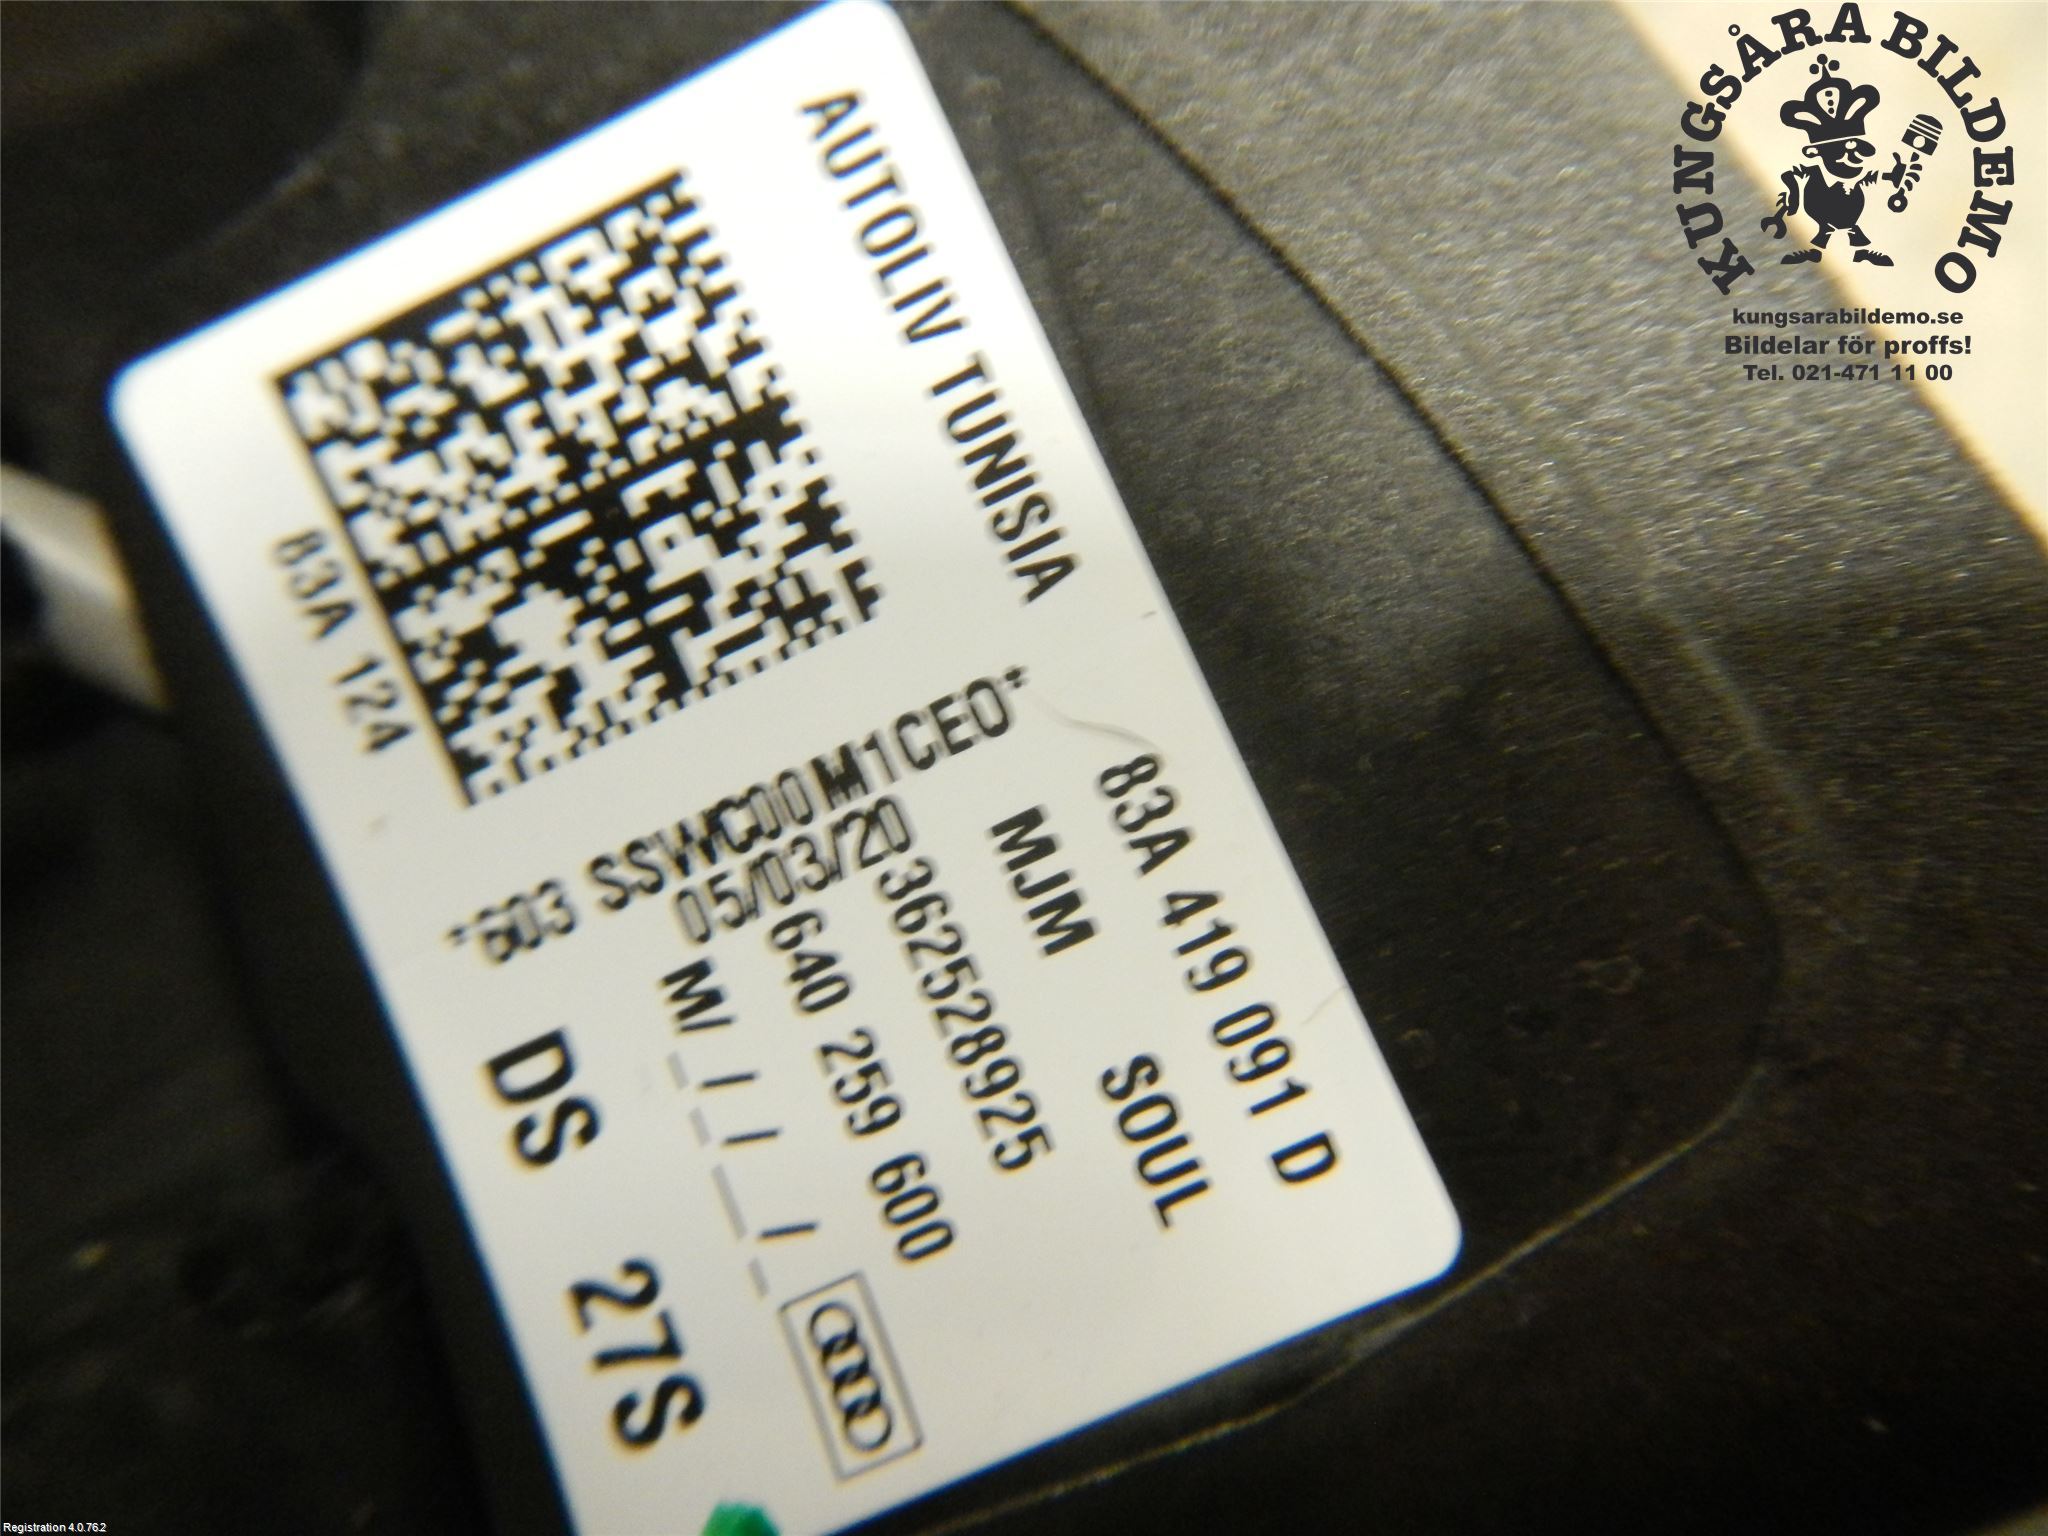 AUTOLIV TUNISIA
83A 419 091 D
MJM SOUL
362528925
640 259 600
M/_/_/_/_
*603 SSWC00MM1CE0*
05/03/20
DS 27S
83A 124
KUNGSÅRA BILDEMO
kungsarabildemo.se
Bildelar för proffs!
Tel. 021-471 11 00
Registration 4.0.76.2